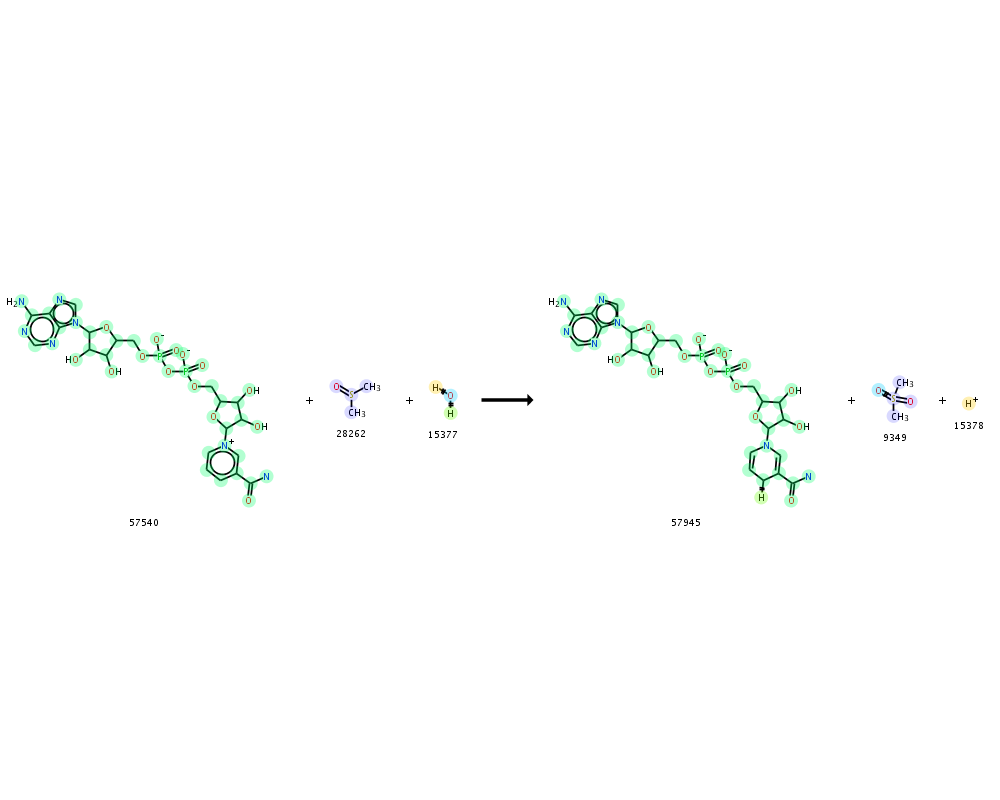 H₂N N N N N O O⁻ O⁻ O O O O P O P O HO OH O OH O OH N⁺ N O
+
O S CH₃ CH₃
+
H O H
H₂N N N N N O O⁻ O⁻ O O O O P O P O HO OH O OH O OH N N O H
+
O S O CH₃ CH₃
+
H⁺
57540
28262
15377
57945
9349
15378